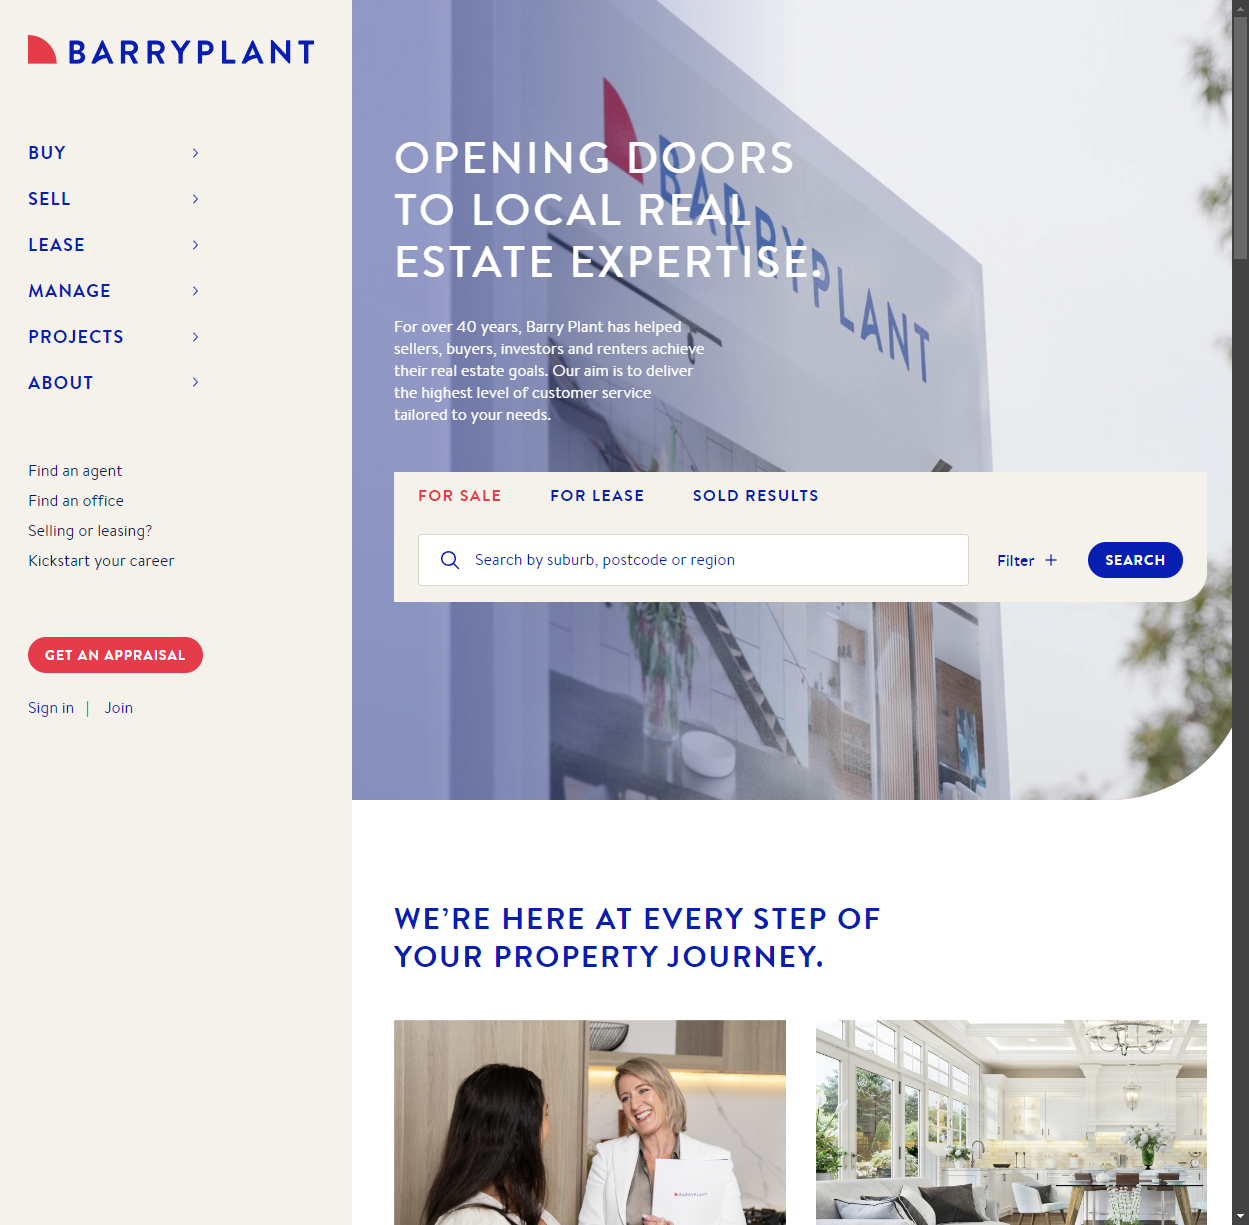 BARRYPLANT
BUY
SELL
LEASE
MANAGE
PROJECTS
ABOUT
Find an agent
Find an office
Selling or leasing?
Kickstart your career
GET AN APPRAISAL
Sign in | Join
BARRYPLANT
OPENING DOORS
TO LOCAL REAL
ESTATE EXPERTISE.
For over 40 years, Barry Plant has helped
sellers, buyers, investors and renters achieve
their real estate goals. Our aim is to deliver
the highest level of customer service
tailored to your needs.
FOR SALE FOR LEASE SOLD RESULTS
Search by suburb, postcode or region
Filter +
SEARCH
WE’RE HERE AT EVERY STEP OF
YOUR PROPERTY JOURNEY.
BARRYPLANT